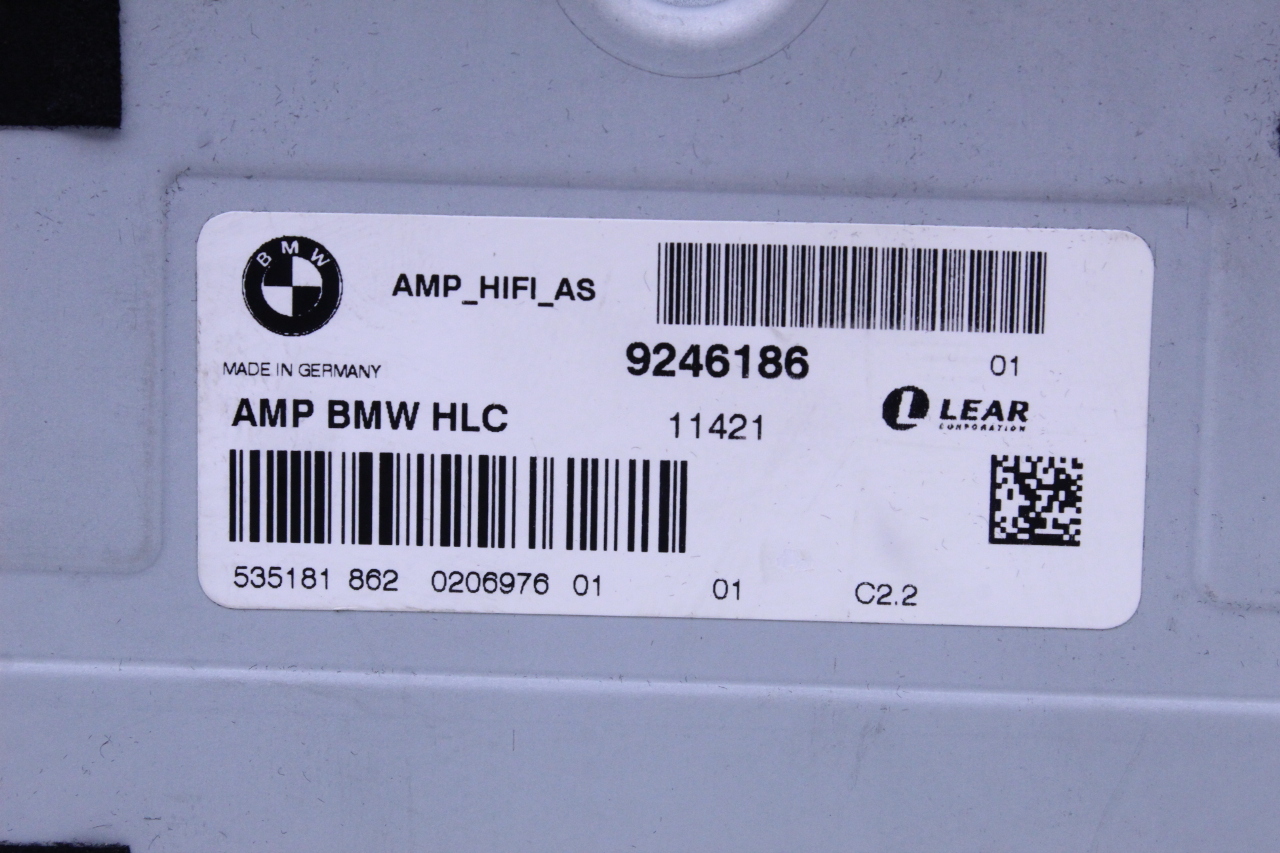 BMW
AMP_HIFI_AS
9246186 01
MADE IN GERMANY
AMP BMW HLC 11421
LEAR
CORPORATION
535181 862 0206976 01 01 C2.2